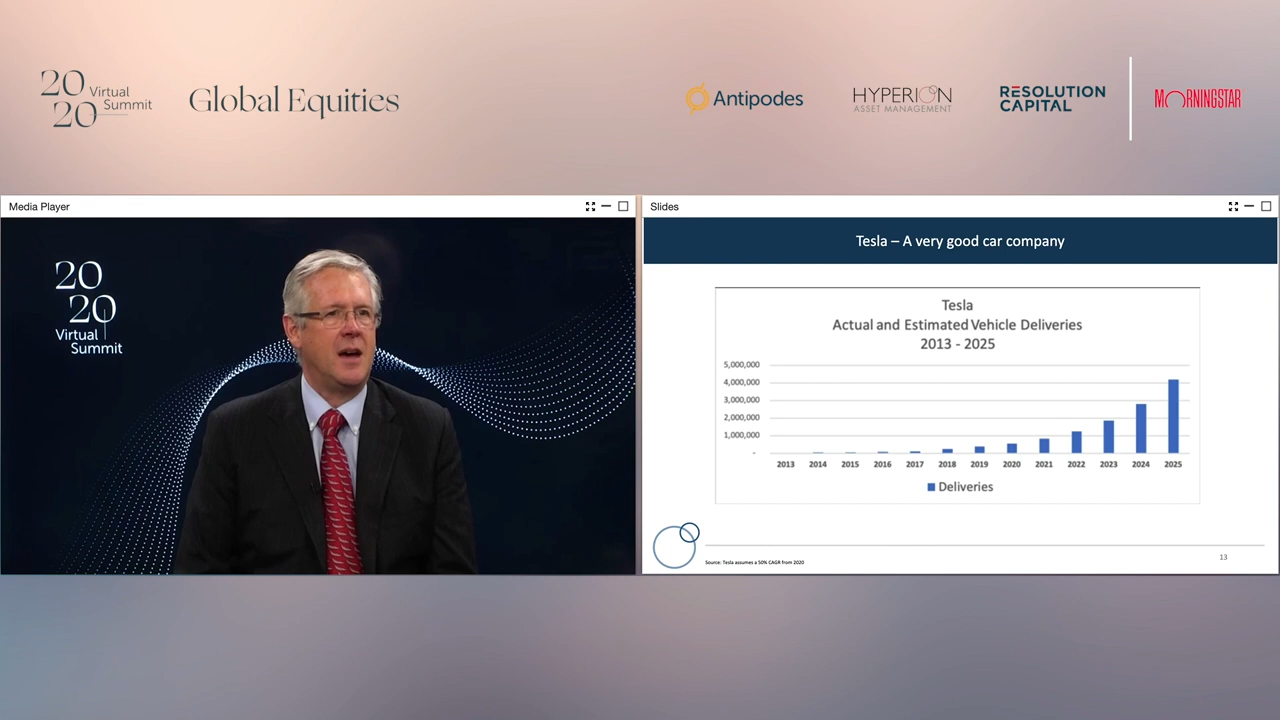 20
20
Virtual
Summit
Global Equities
Antipodes
HYPERION
ASSET MANAGEMENT
RESOLUTION
CAPITAL
MORNINGSTAR
Media Player
20
20
Virtual
Summit
Slides
Tesla – A very good car company
Tesla
Actual and Estimated Vehicle Deliveries
2013 - 2025
5,000,000
4,000,000
3,000,000
2,000,000
1,000,000
-
2013 2014 2015 2016 2017 2018 2019 2020 2021 2022 2023 2024 2025
Deliveries
Source: Tesla assumes a 50% CAGR from 2020
13